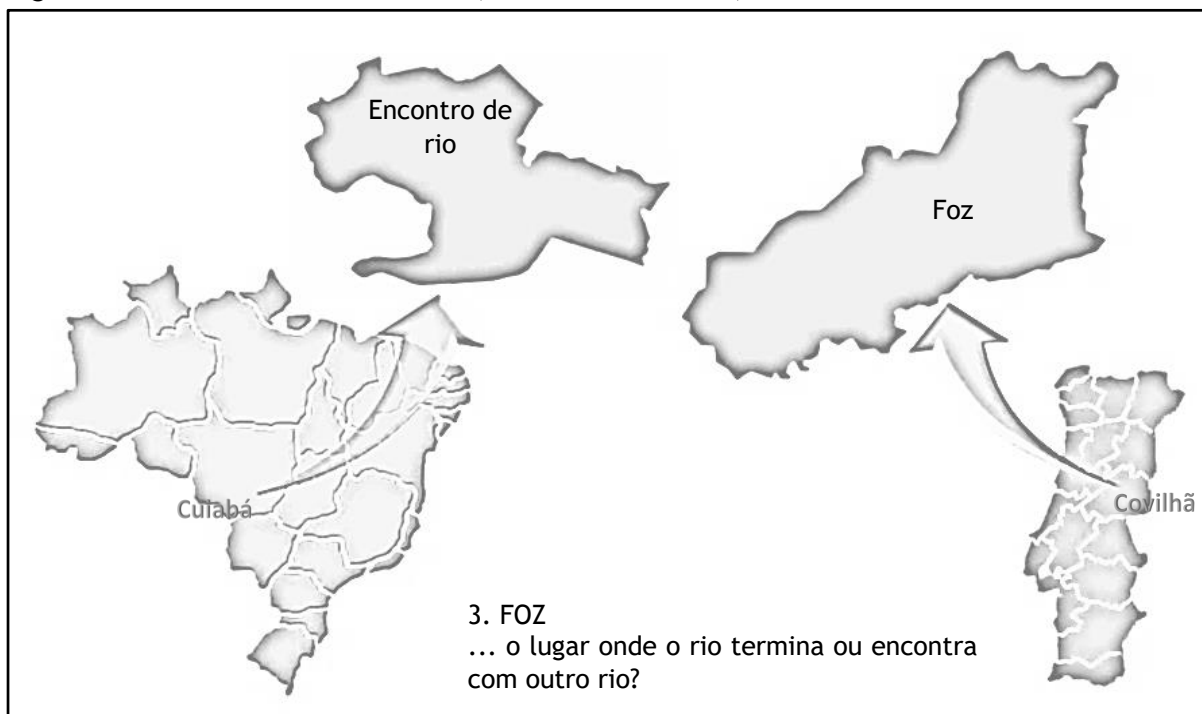 Encontro de
rio
Foz
Cuiabá
Covilhã
3. FOZ
... o lugar onde o rio termina ou encontra
com outro rio?